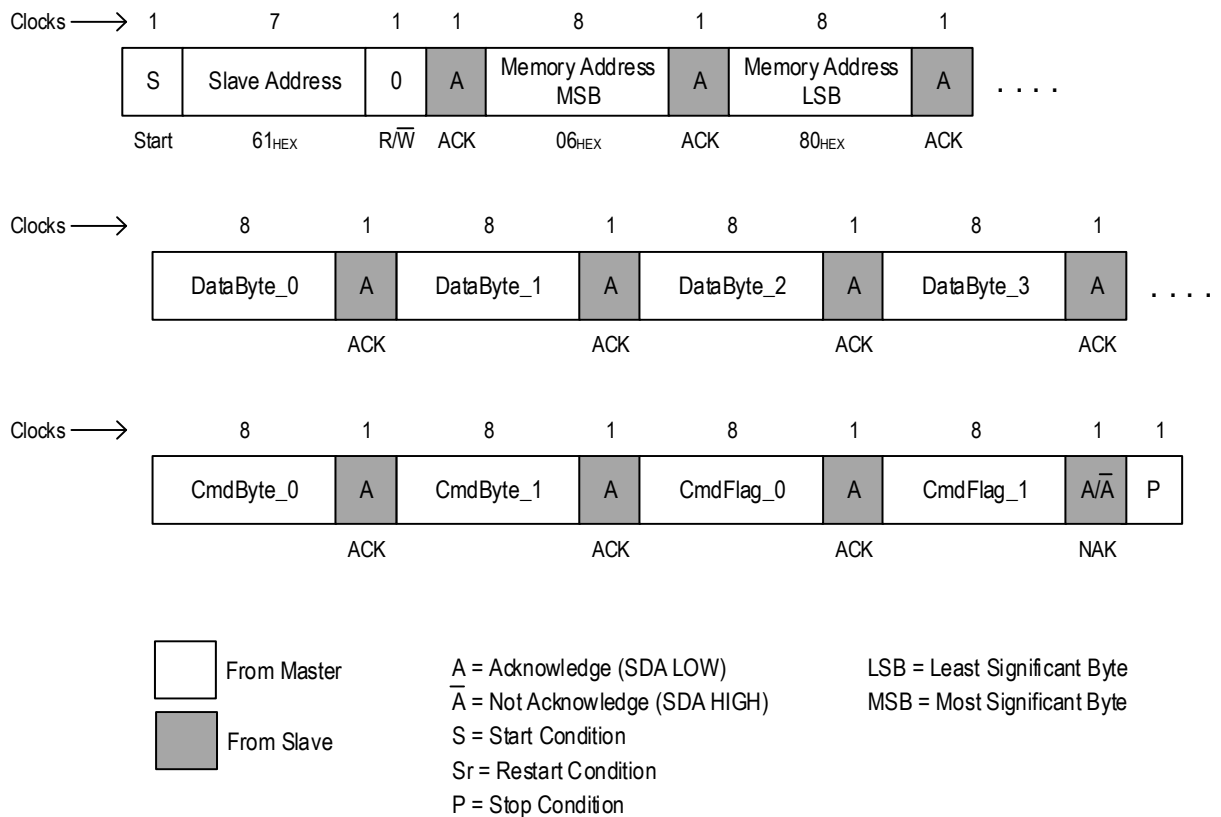 Clocks → 1 7 1 1 8 1 8 1
S Slave Address 0 A Memory Address MSB A Memory Address LSB A . . . .
Start 61HEX R/W̅ ACK 06HEX ACK 80HEX ACK
Clocks → 8 1 8 1 8 1 8 1
DataByte_0 A DataByte_1 A DataByte_2 A DataByte_3 A . . . .
ACK ACK ACK ACK
Clocks → 8 1 8 1 8 1 8 1 1
CmdByte_0 A CmdByte_1 A CmdFlag_0 A CmdFlag_1 A/A̅ P
ACK ACK ACK NAK
From Master
From Slave
A = Acknowledge (SDA LOW)
A̅ = Not Acknowledge (SDA HIGH)
S = Start Condition
Sr = Restart Condition
P = Stop Condition
LSB = Least Significant Byte
MSB = Most Significant Byte